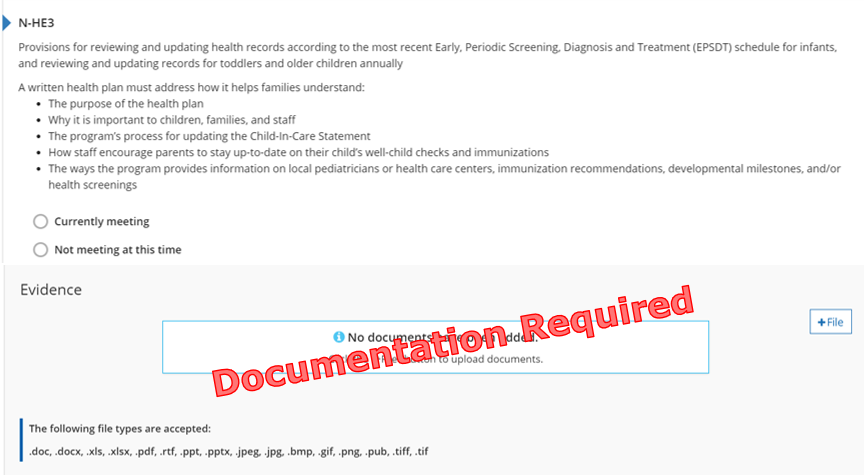 N-HE3
Provisions for reviewing and updating health records according to the most recent Early, Periodic Screening, Diagnosis and Treatment (EPSDT) schedule for infants,
and reviewing and updating records for toddlers and older children annually
A written health plan must address how it helps families understand:
• The purpose of the health plan
• Why it is important to children, families, and staff
• The program's process for updating the Child-In-Care Statement
• How staff encourage parents to stay up-to-date on their child's well-child checks and immunizations
• The ways the program provides information on local pediatricians or health care centers, immunization recommendations, developmental milestones, and/or
health screenings
Currently meeting
Not meeting at this time
Evidence
+File
No documents added.
to upload documents.
Documentation Required
The following file types are accepted:
.doc, .docx, .xls, .xlsx, .pdf, .rtf, .ppt, .pptx, .jpeg, .jpg, .bmp, .gif, .png, .pub, .tiff, .tif